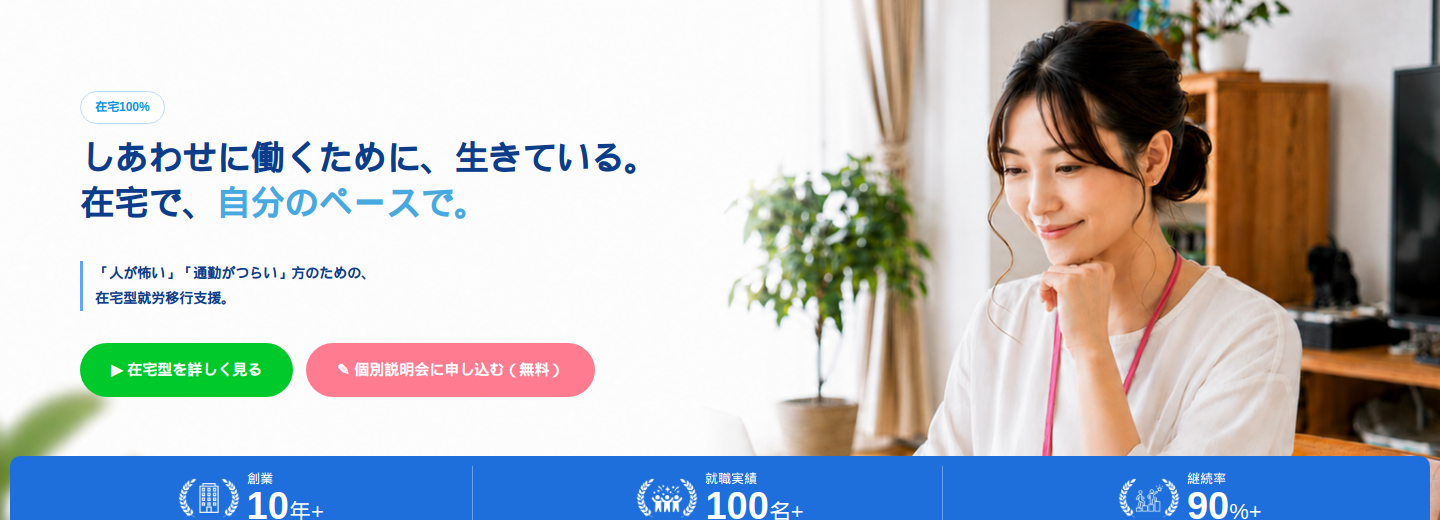 在宅100%
しあわせに働くために、生きている。
在宅で、自分のペースで。
「人が怖い」「通勤がつらい」方のための、
在宅型就労移行支援。
▶ 在宅型を詳しく見る
✎ 個別説明会に申し込む（無料）
創業
10年+
就職実績
100名+
継続率
90%+